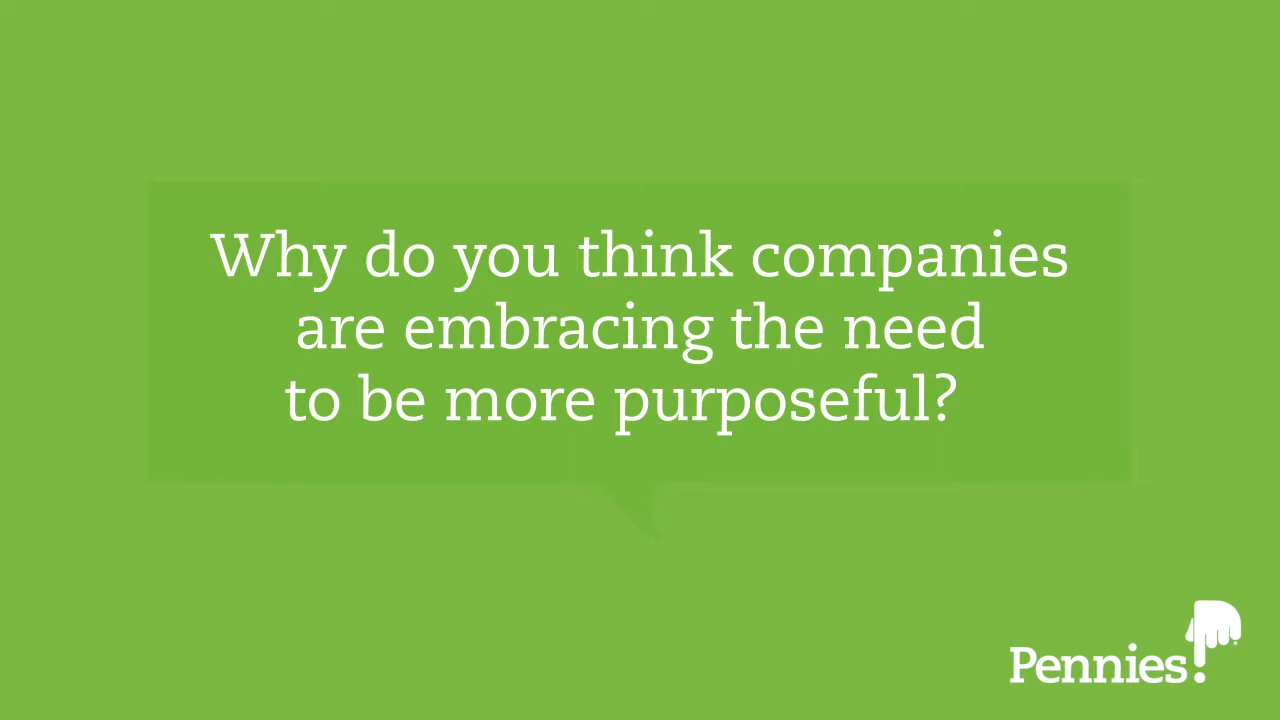 Why do you think companies
are embracing the need
to be more purposeful?
Pennies!